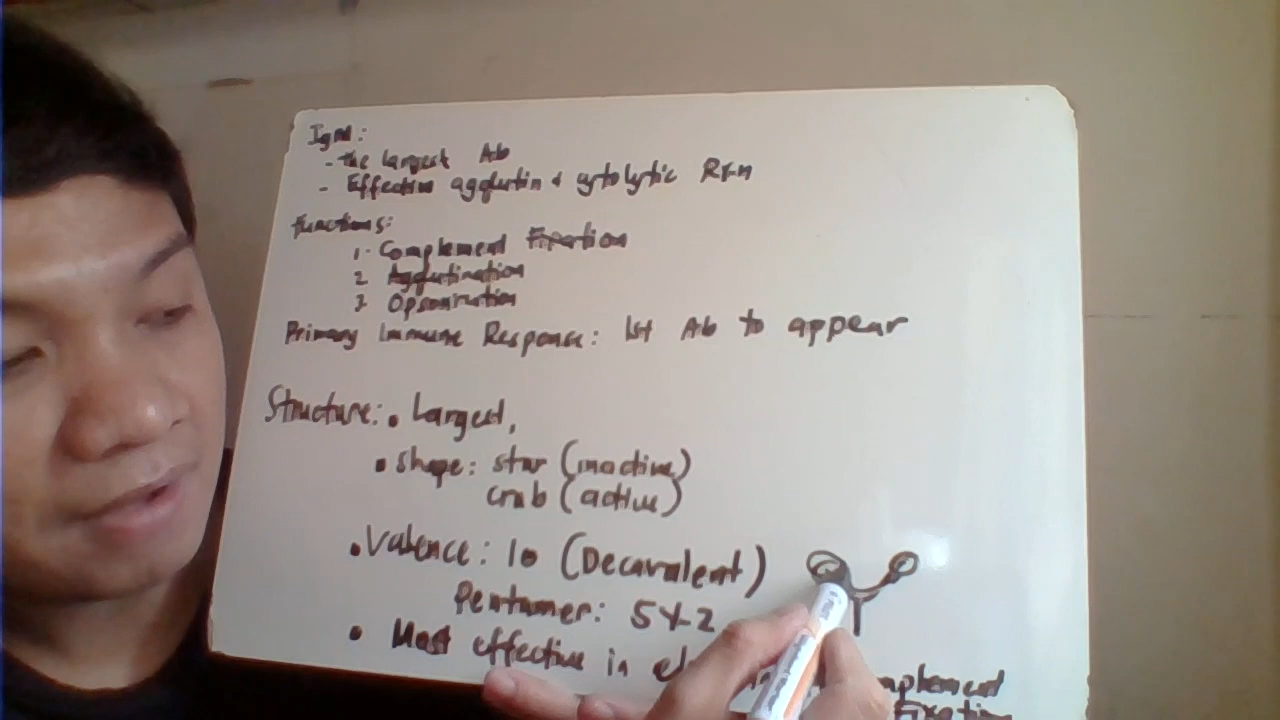 IgM:
- The largest Ab
- Effective agglutin & cytolytic Rxn
Functions:
1. Complement Fixation
2 Agglutination
3 Opsonization
Primary Immune Response: 1st Ab to appear
Structure: • Largest,
• Shape: star (inactive)
crab (active)
• Valence: 10 (Decavalent)
Pentamer: 5 x 2
• Most effective in
Fixation